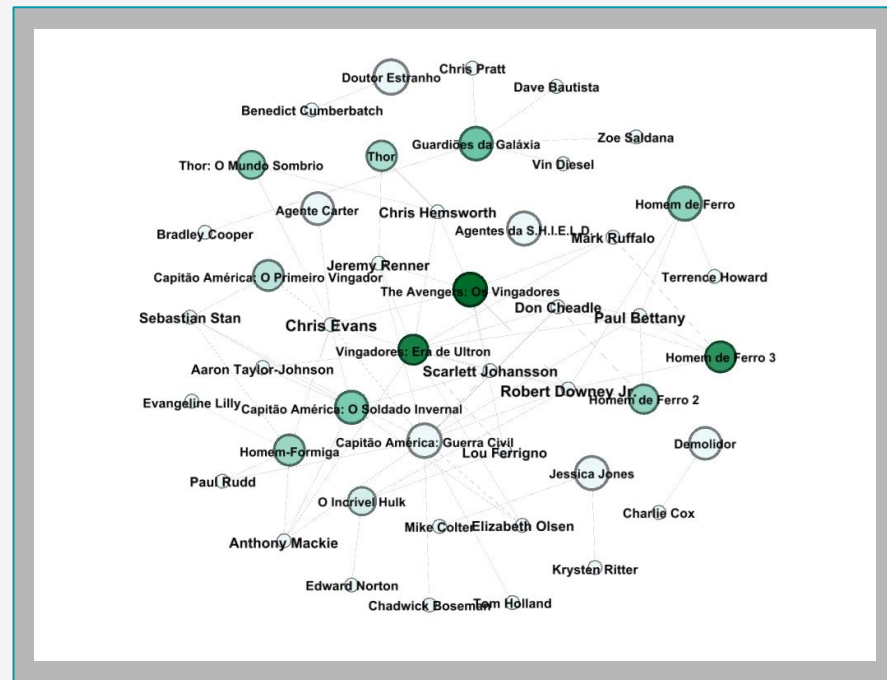 Chris Pratt
Doutor Estranho
Dave Bautista
Benedict Cumberbatch
Zoe Saldana
Guardiões da Galáxia
Thor
Vin Diesel
Thor: O Mundo Sombrio
Homem de Ferro
Agente Carter
Chris Hemsworth
Agentes da S.H.I.E.L.D.
Bradley Cooper
Mark Ruffalo
Jeremy Renner
Capitão América: O Primeiro Vingador
Terrence Howard
The Avengers: Os Vingadores
Don Cheadle
Sebastian Stan
Paul Bettany
Chris Evans
Vingadores: Era de Ultron
Homem de Ferro 3
Aaron Taylor-Johnson
Scarlett Johansson
Robert Downey Jr.
Homem de Ferro 2
Evangeline Lilly
Capitão América: O Soldado Invernal
Capitão América: Guerra Civil
Demolidor
Homem-Formiga
Lou Ferrigno
Jessica Jones
Paul Rudd
O Incrível Hulk
Charlie Cox
Mike Colter
Elizabeth Olsen
Anthony Mackie
Krysten Ritter
Edward Norton
Chadwick Boseman
Tom Holland